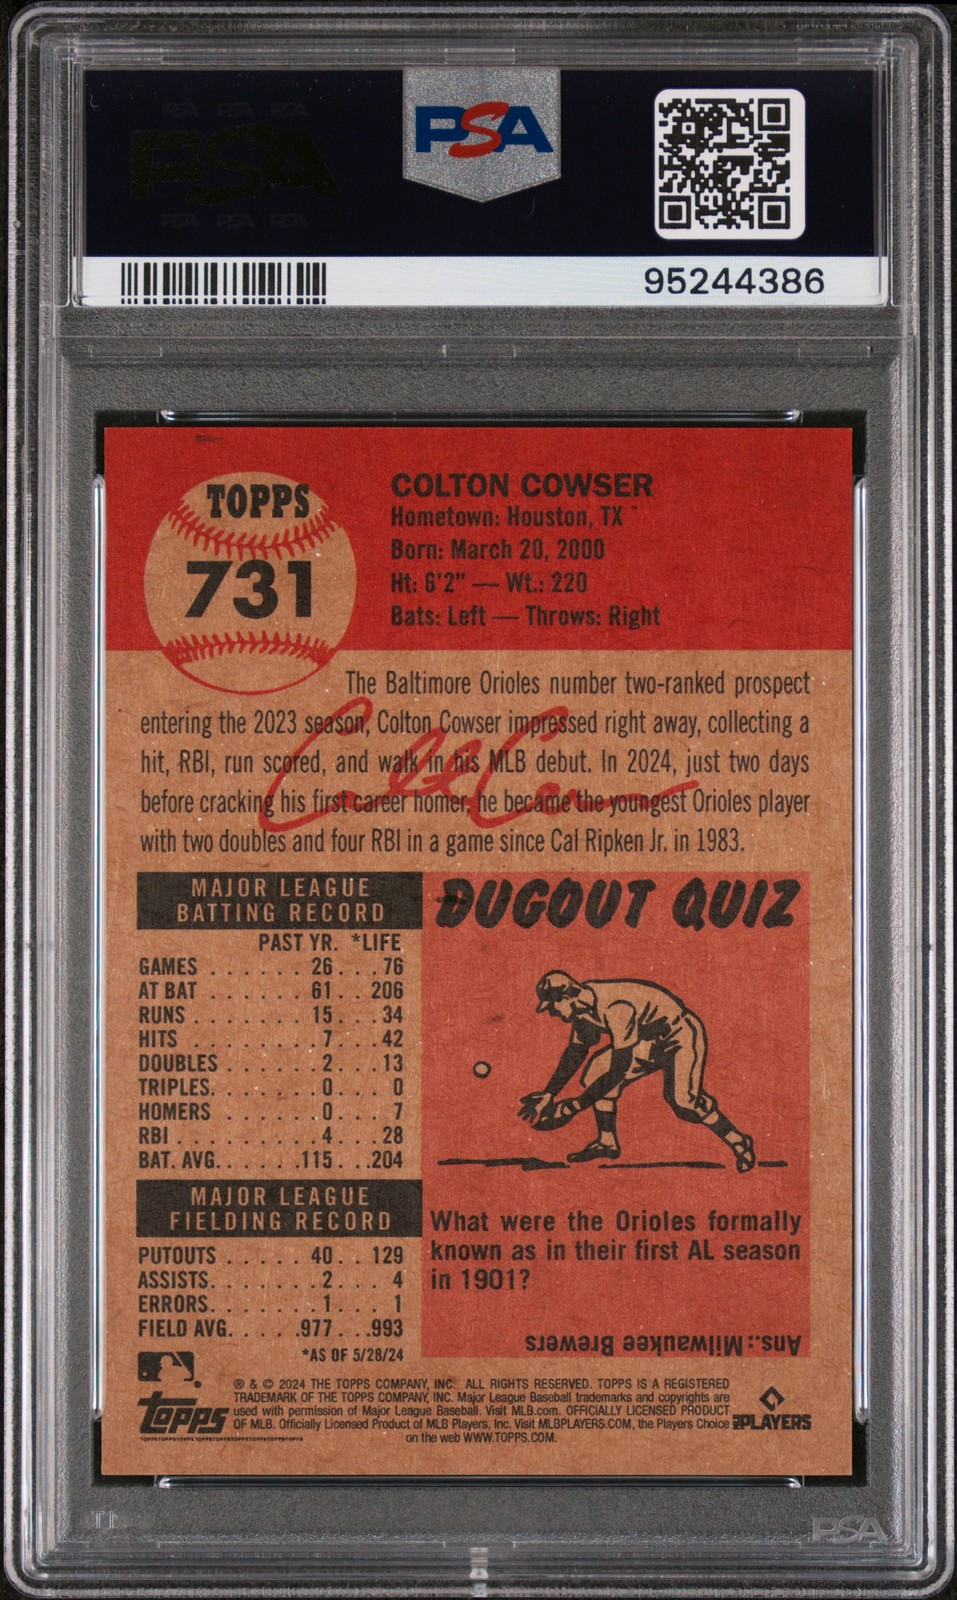 PSA PSA PSA
PSA
PSA PSA PSA
PSA
95244386
TOPPS
731
COLTON COWSER
Hometown: Houston, TX
Born: March 20, 2000
Ht: 6'2" — Wt.: 220
Bats: Left — Throws: Right
The Baltimore Orioles number two-ranked prospect
entering the 2023 season, Colton Cowser impressed right away, collecting a
hit, RBI, run scored, and walk in his MLB debut. In 2024, just two days
before cracking his first career homer, he became the youngest Orioles player
with two doubles and four RBI in a game since Cal Ripken Jr. in 1983.
MAJOR LEAGUE
BATTING RECORD
PAST YR. *LIFE
GAMES . . . . . . 26 . . . 76
AT BAT . . . . . . 61 . . 206
RUNS . . . . . . . 15 . . . 34
HITS . . . . . . . . 7 . . . 42
DOUBLES . . . . . 2 . . . 13
TRIPLES. . . . . . . 0 . . . . 0
HOMERS . . . . . . 0 . . . . 7
RBI . . . . . . . . . 4 . . . 28
BAT. AVG. . . . . .115 . . .204
MAJOR LEAGUE
FIELDING RECORD
PUTOUTS . . . . . 40 . . 129
ASSISTS. . . . . . . 2 . . . . 4
ERRORS. . . . . . . 1 . . . . 1
FIELD AVG. . . . . .977 . . .993
*AS OF 5/28/24
DUGOUT QUIZ
What were the Orioles formally
known as in their first AL season
in 1901?
Ans.: Milwaukee Brewers
® & © 2024 THE TOPPS COMPANY, INC. ALL RIGHTS RESERVED. TOPPS IS A REGISTERED
TRADEMARK OF THE TOPPS COMPANY, INC. Major League Baseball trademarks and copyrights are
used with permission of Major League Baseball. Visit MLB.com. OFFICIALLY LICENSED PRODUCT
OF MLB. Officially Licensed Product of MLB Players, Inc. Visit MLBPLAYERS.COM, the Players Choice
on the web WWW.TOPPS.COM.
TOPPS
PLAYERS
PSA